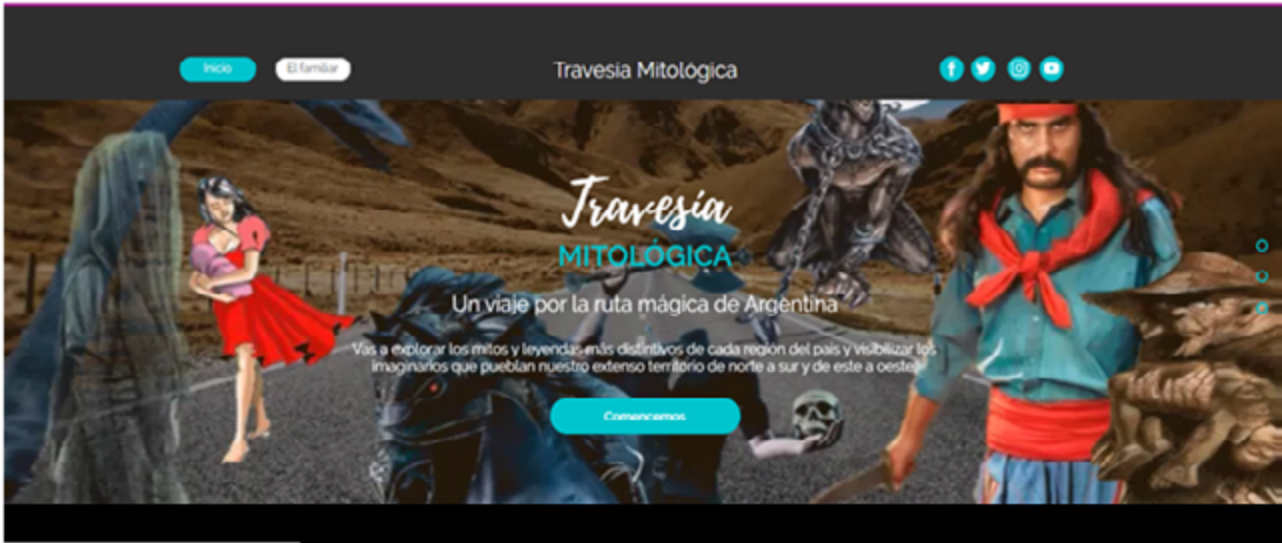 Inicio
El familiar
Travesia Mitológica
Travesía
MITOLÓGICA
Un viaje por la ruta mágica de Argentina
Vas a explorar los mitos y leyendas más distintivos de cada región del país y visibilizar los
imaginarios que pueblan nuestro extenso territorio de norte a sur y de este a oeste.
Comencemos